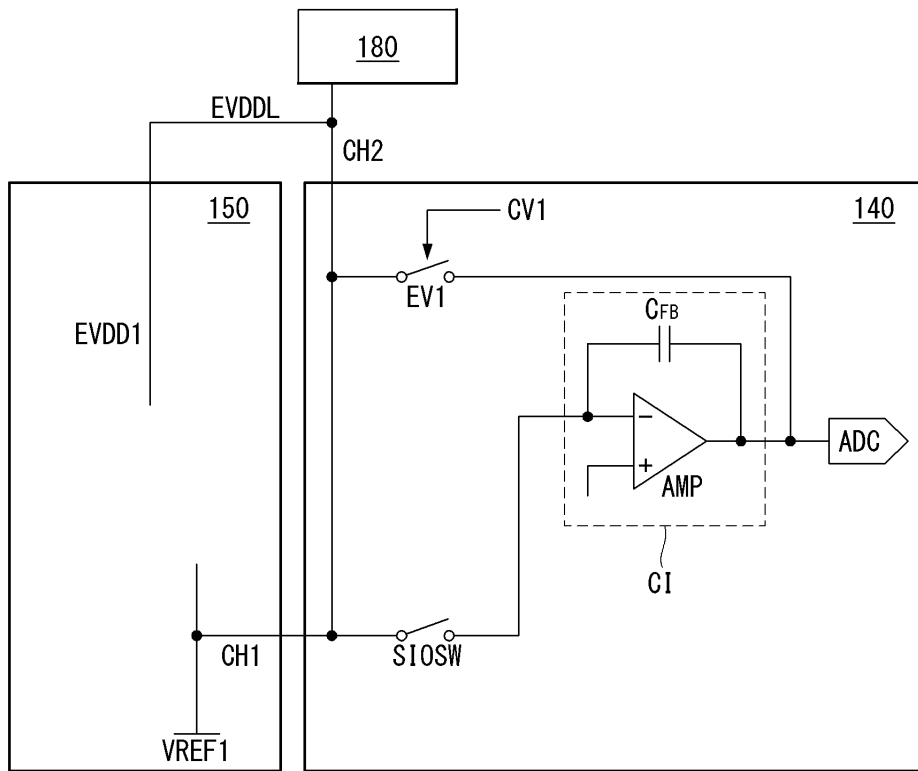 180
EVDDL
CH2
150
140
CV1
EV1
CFB
EVDD1
−
ADC
+
AMP
CI
CH1
SIOSW
VREF1